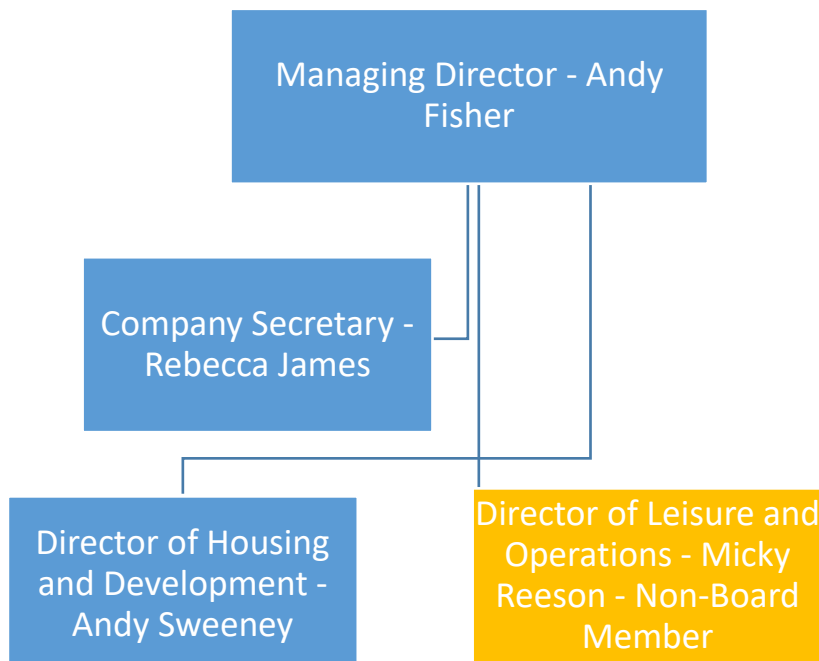 Managing Director - Andy
Fisher
Company Secretary -
Rebecca James
Director of Housing
and Development -
Andy Sweeney
Director of Leisure and
Operations - Micky
Reeson - Non-Board
Member